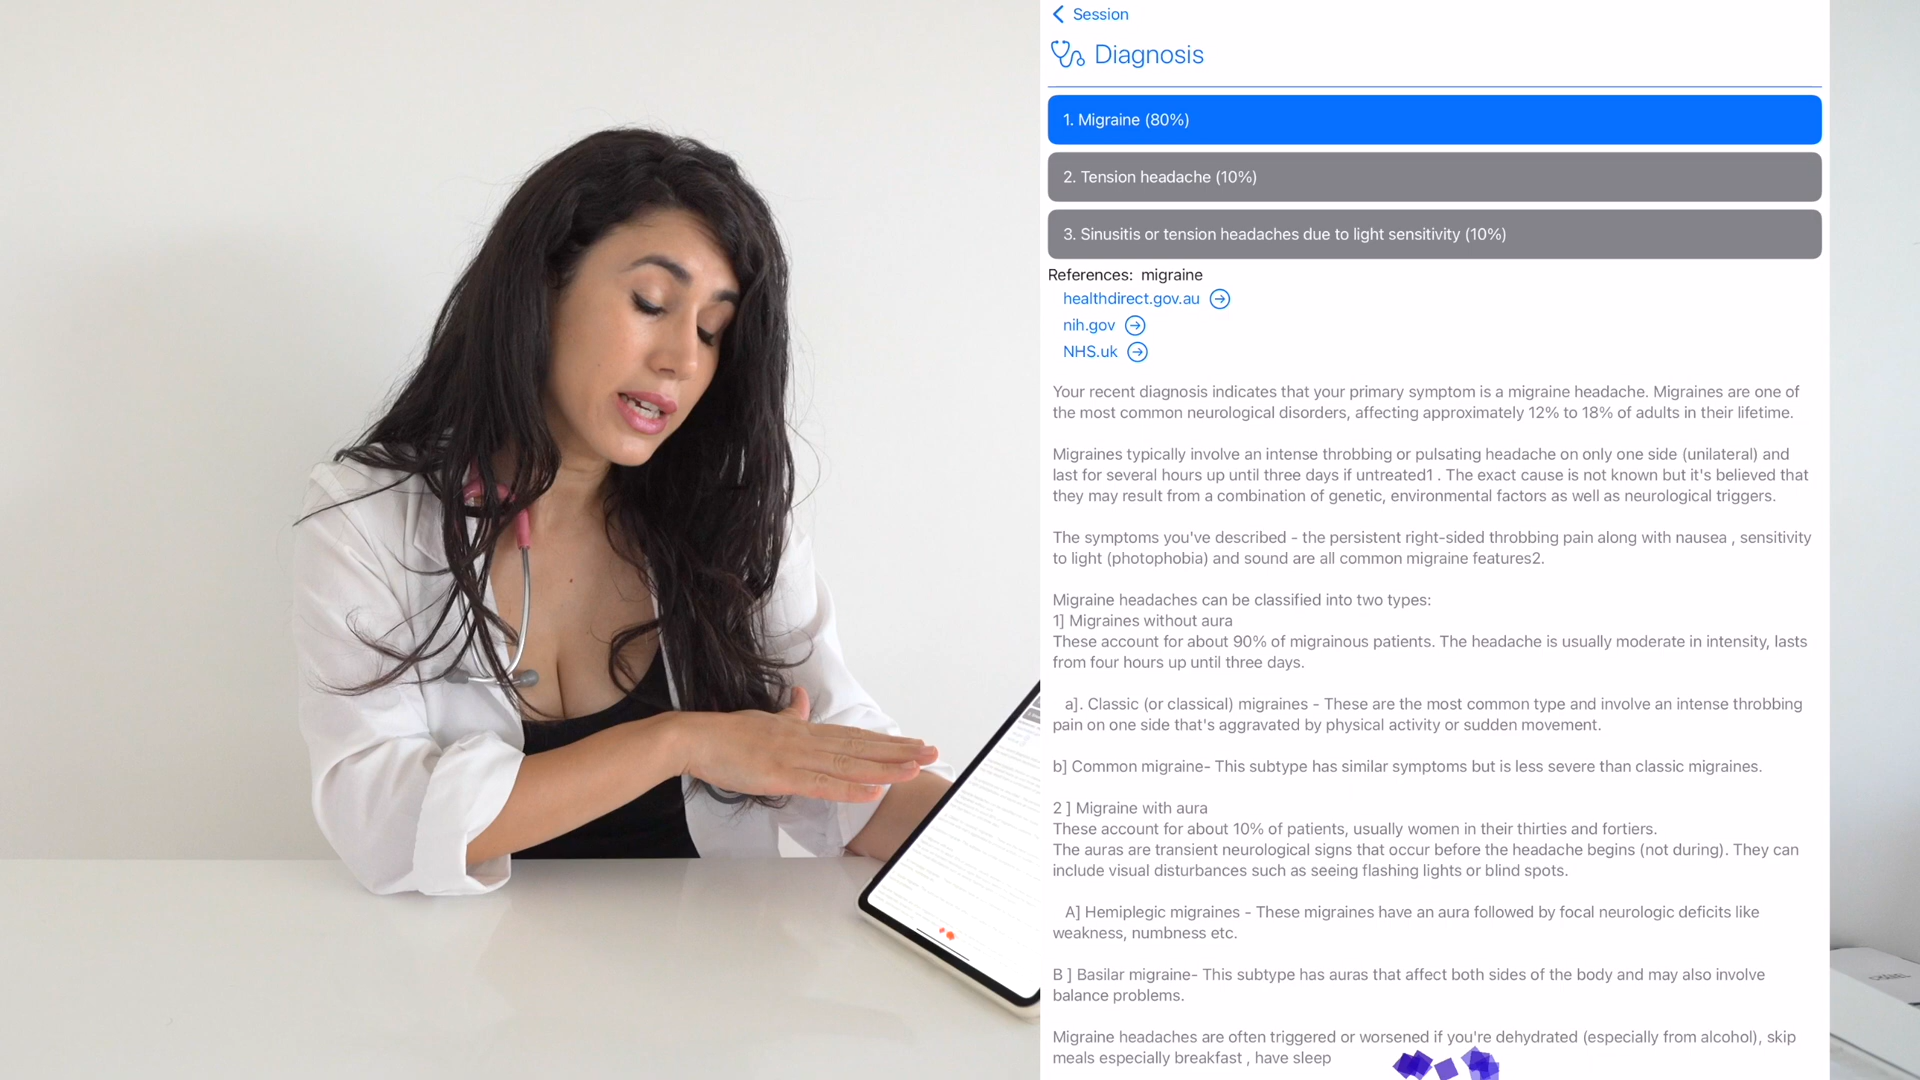 Session
Diagnosis
1. Migraine (80%)
2. Tension headache (10%)
3. Sinusitis or tension headaches due to light sensitivity (10%)
References: migraine
healthdirect.gov.au
nih.gov
NHS.uk
Your recent diagnosis indicates that your primary symptom is a migraine headache. Migraines are one of
the most common neurological disorders, affecting approximately 12% to 18% of adults in their lifetime.
Migraines typically involve an intense throbbing or pulsating headache on only one side (unilateral) and
last for several hours up until three days if untreated1 . The exact cause is not known but it's believed that
they may result from a combination of genetic, environmental factors as well as neurological triggers.
The symptoms you've described - the persistent right-sided throbbing pain along with nausea , sensitivity
to light (photophobia) and sound are all common migraine features2.
Migraine headaches can be classified into two types:
1] Migraines without aura
These account for about 90% of migrainous patients. The headache is usually moderate in intensity, lasts
from four hours up until three days.
a]. Classic (or classical) migraines - These are the most common type and involve an intense throbbing
pain on one side that's aggravated by physical activity or sudden movement.
b] Common migraine- This subtype has similar symptoms but is less severe than classic migraines.
2 ] Migraine with aura
These account for about 10% of patients, usually women in their thirties and fortiers.
The auras are transient neurological signs that occur before the headache begins (not during). They can
include visual disturbances such as seeing flashing lights or blind spots.
A] Hemiplegic migraines - These migraines have an aura followed by focal neurologic deficits like
weakness, numbness etc.
B ] Basilar migraine- This subtype has auras that affect both sides of the body and may also involve
balance problems.
Migraine headaches are often triggered or worsened if you're dehydrated (especially from alcohol), skip
meals especially breakfast , have sleep